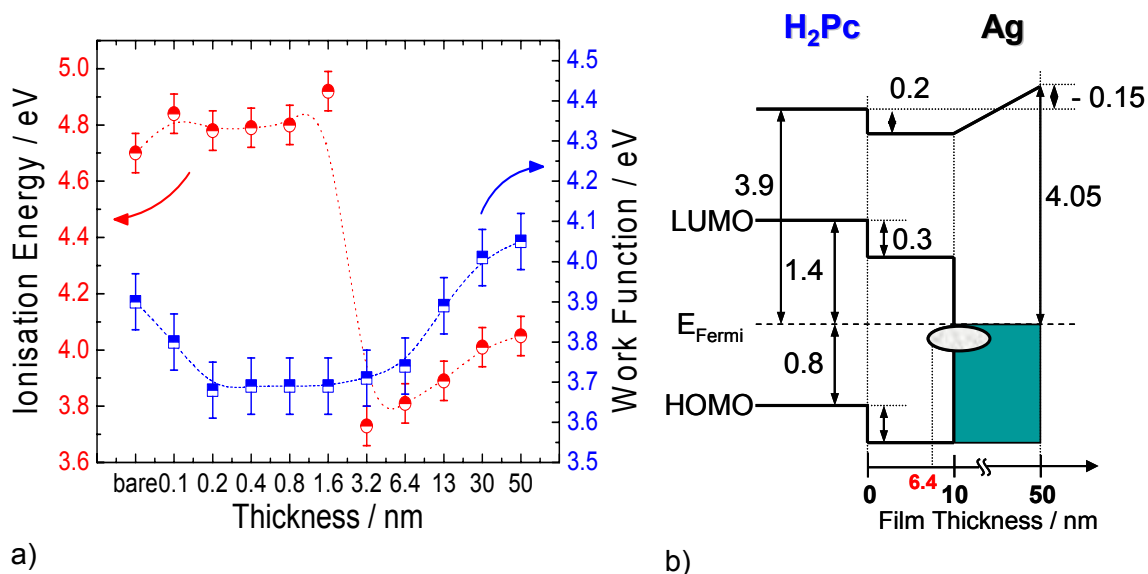 b)
H2Pc
Ag
5.0
4.8
4.6
4.4
4.2
4.0
3.8
3.6
Ionisation Energy / eV
4.5
4.4
4.3
4.2
4.1
4.0
3.9
3.8
3.7
3.6
3.5
Work Function / eV
bare 0.1 0.2 0.4 0.8 1.6 3.2 6.4 13 30 50
Thickness / nm
a)
0.2
- 0.15
3.9
4.05
LUMO
0.3
1.4
EFermi
0.8
HOMO
6.4
0 10 50
Film Thickness / nm
b)